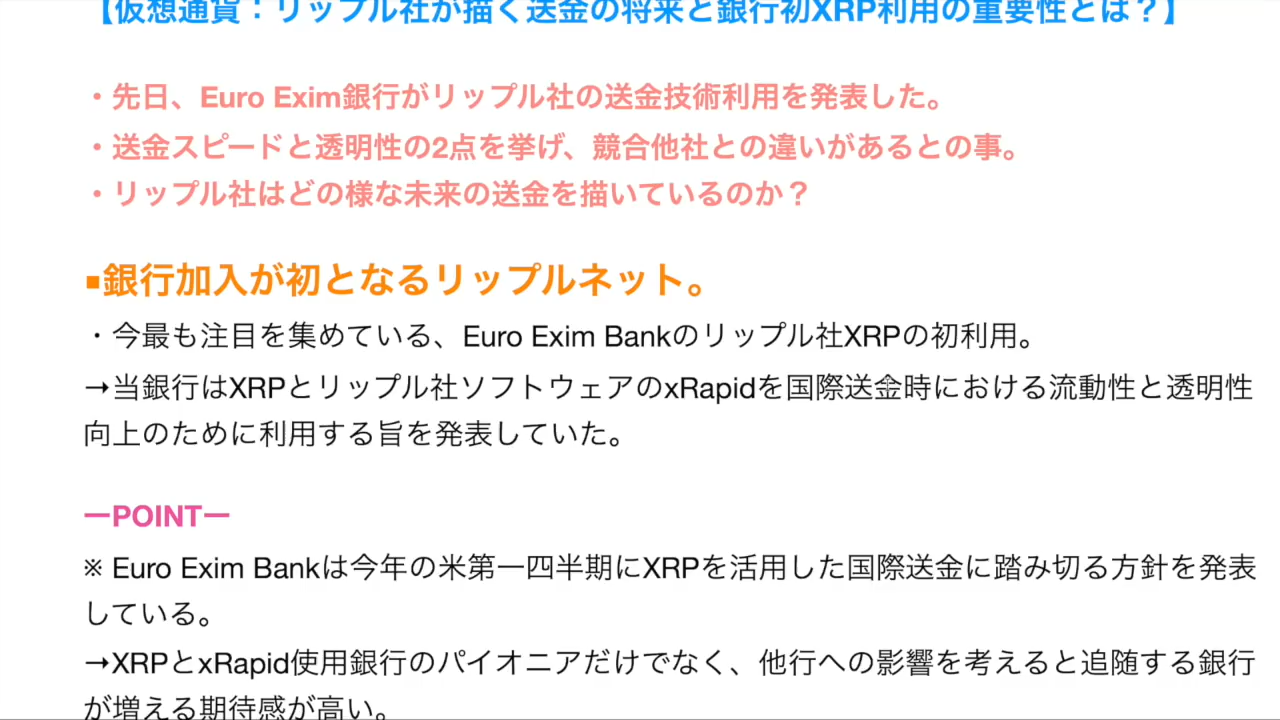 【仮想通貨：リップル社が描く送金の将来と銀行初XRP利用の重要性とは？】
・先日、Euro Exim銀行がリップル社の送金技術利用を発表した。
・送金スピードと透明性の2点を挙げ、競合他社との違いがあるとの事。
・リップル社はどの様な未来の送金を描いているのか？
▪銀行加入が初となるリップルネット。
・今最も注目を集めている、Euro Exim Bankのリップル社XRPの初利用。
→当銀行はXRPとリップル社ソフトウェアのxRapidを国際送金時における流動性と透明性
向上のために利用する旨を発表していた。
ーPOINTー
※ Euro Exim Bankは今年の米第一四半期にXRPを活用した国際送金に踏み切る方針を発表
している。
→XRPとxRapid使用銀行のパイオニアだけでなく、他行への影響を考えると追随する銀行
が増える期待感が高い。